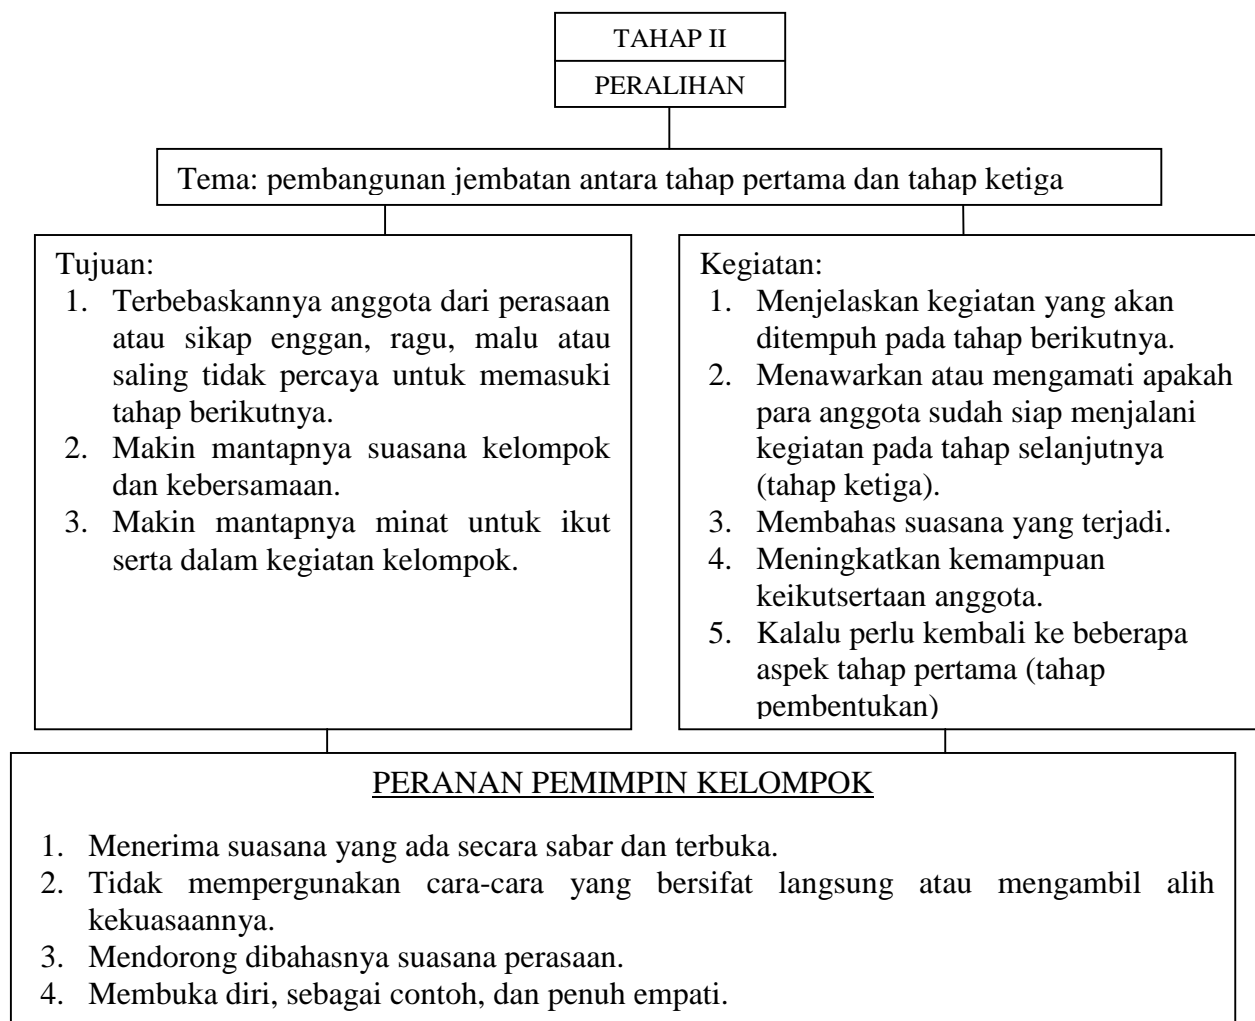 TAHAP II
PERALIHAN
Tema: pembangunan jembatan antara tahap pertama dan tahap ketiga
Tujuan:
1. Terbebaskannya anggota dari perasaan
atau sikap enggan, ragu, malu atau
saling tidak percaya untuk memasuki
tahap berikutnya.
2. Makin mantapnya suasana kelompok
dan kebersamaan.
3. Makin mantapnya minat untuk ikut
serta dalam kegiatan kelompok.
Kegiatan:
1. Menjelaskan kegiatan yang akan
ditempuh pada tahap berikutnya.
2. Menawarkan atau mengamati apakah
para anggota sudah siap menjalani
kegiatan pada tahap selanjutnya
(tahap ketiga).
3. Membahas suasana yang terjadi.
4. Meningkatkan kemampuan
keikutsertaan anggota.
5. Kalalu perlu kembali ke beberapa
aspek tahap pertama (tahap
pembentukan)
PERANAN PEMIMPIN KELOMPOK
1. Menerima suasana yang ada secara sabar dan terbuka.
2. Tidak mempergunakan cara-cara yang bersifat langsung atau mengambil alih
kekuasaannya.
3. Mendorong dibahasnya suasana perasaan.
4. Membuka diri, sebagai contoh, dan penuh empati.